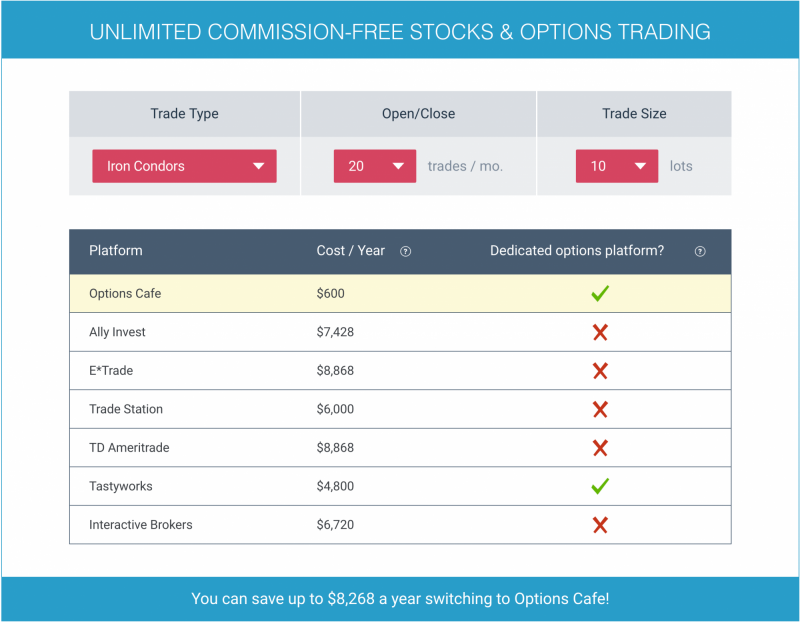 UNLIMITED COMMISSION-FREE STOCKS & OPTIONS TRADING
Trade Type Open/Close Trade Size
Iron Condors 20 trades / mo. 10 lots
Platform Cost / Year ? Dedicated options platform? ?
Options Cafe $600
Ally Invest $7,428
E*Trade $8,868
Trade Station $6,000
TD Ameritrade $8,868
Tastyworks $4,800
Interactive Brokers $6,720
You can save up to $8,268 a year switching to Options Cafe!